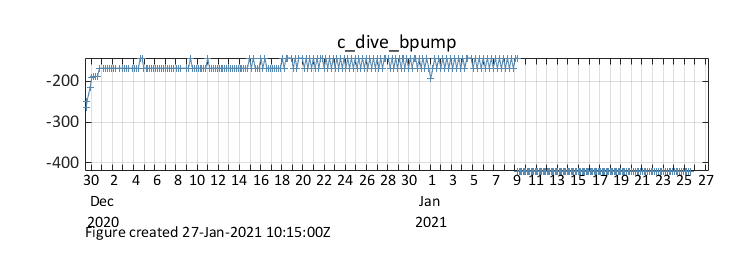 c_dive_bpump
-200
-300
-400
30 2 4 6 8 10 12 14 16 18 20 22 24 26 28 30 1 3 5 7 9 11 13 15 17 19 21 23 25 27
Dec Jan
2020 2021
Figure created 27-Jan-2021 10:15:00Z